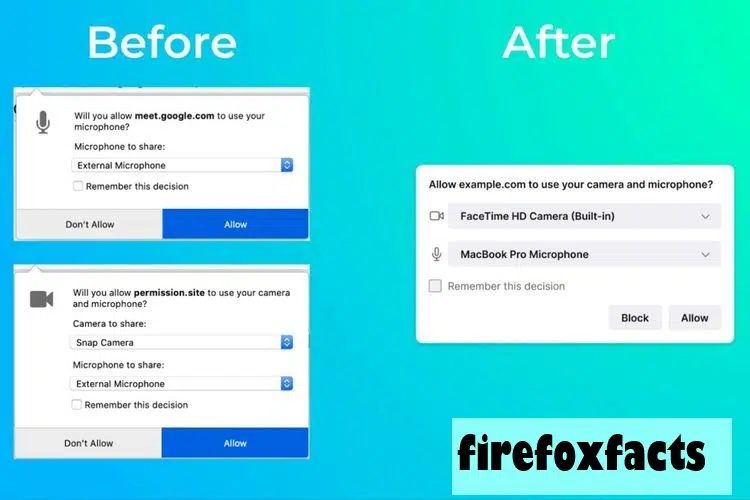 Before
After
Will you allow meet.google.com to use your
microphone?
Microphone to share:
External Microphone
Remember this decision
Don't Allow
Allow
Will you allow permission.site to use your camera
and microphone?
Camera to share:
Snap Camera
Microphone to share:
External Microphone
Remember this decision
Don't Allow
Allow
Allow example.com to use your camera and microphone?
FaceTime HD Camera (Built-in)
MacBook Pro Microphone
Remember this decision
Block
Allow
firefoxfacts